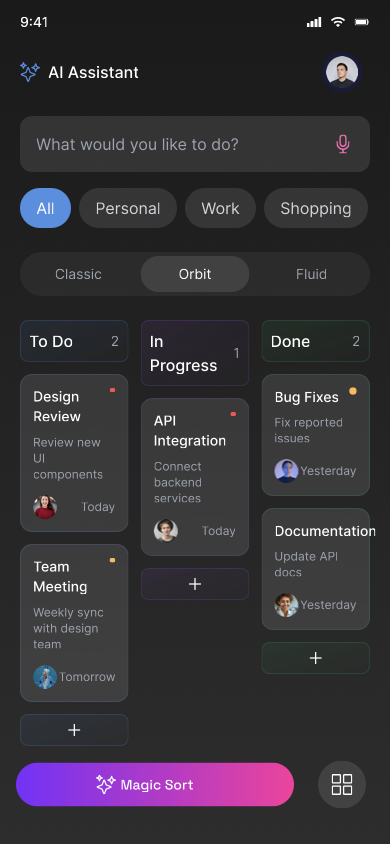 9:41
AI Assistant
What would you like to do?
All Personal Work Shopping
Classic Orbit Fluid
To Do 2
Design
Review
Review new
UI
components
Today
Team
Meeting
Weekly sync
with design
team
Tomorrow
+
In
Progress 1
API
Integration
Connect
backend
services
Today
+
Done 2
Bug Fixes
Fix reported
issues
Yesterday
Documentation
Update API
docs
Yesterday
+
Magic Sort